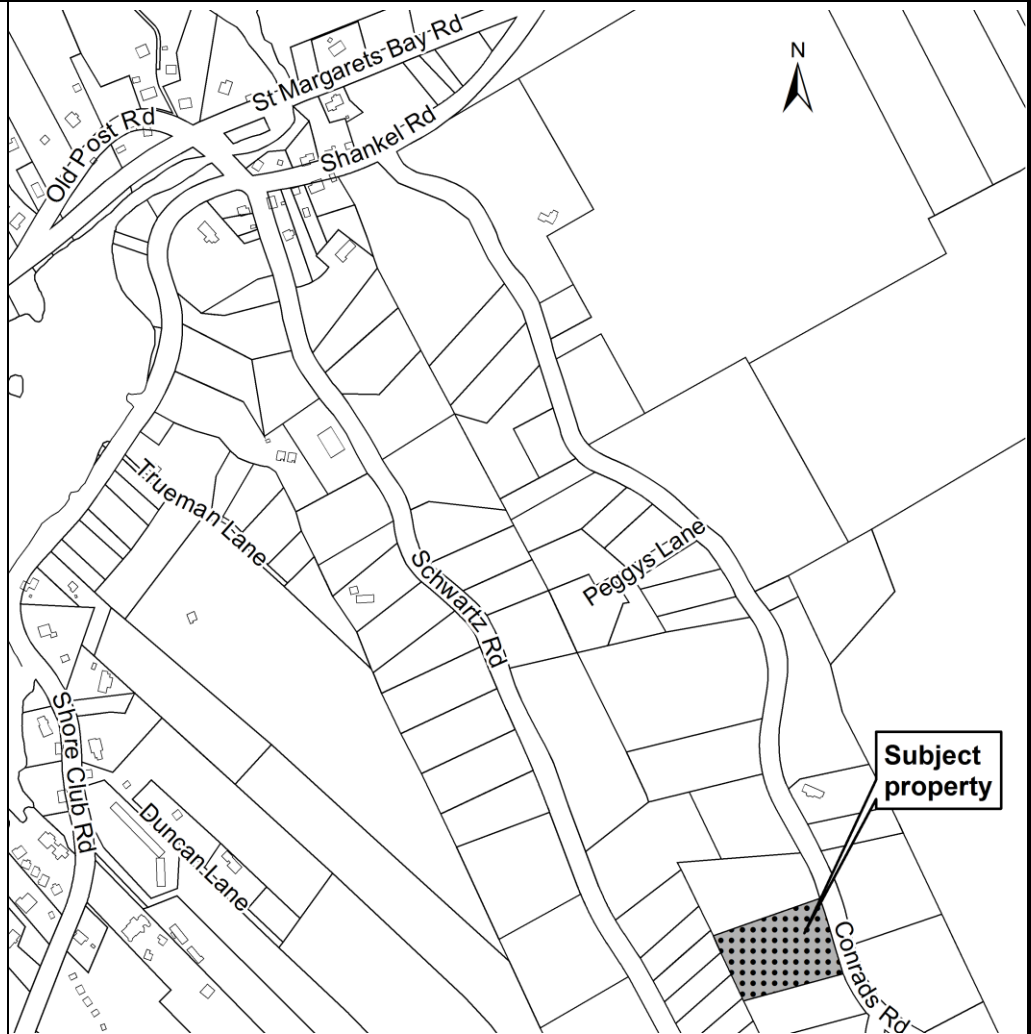 St Margarets Bay Rd
N
Old Post Rd
Shankel Rd
Trueman Lane
Schwartz Rd
Peggys Lane
Shore Club Rd
Subject
property
Duncan Lane
Conrads Rd